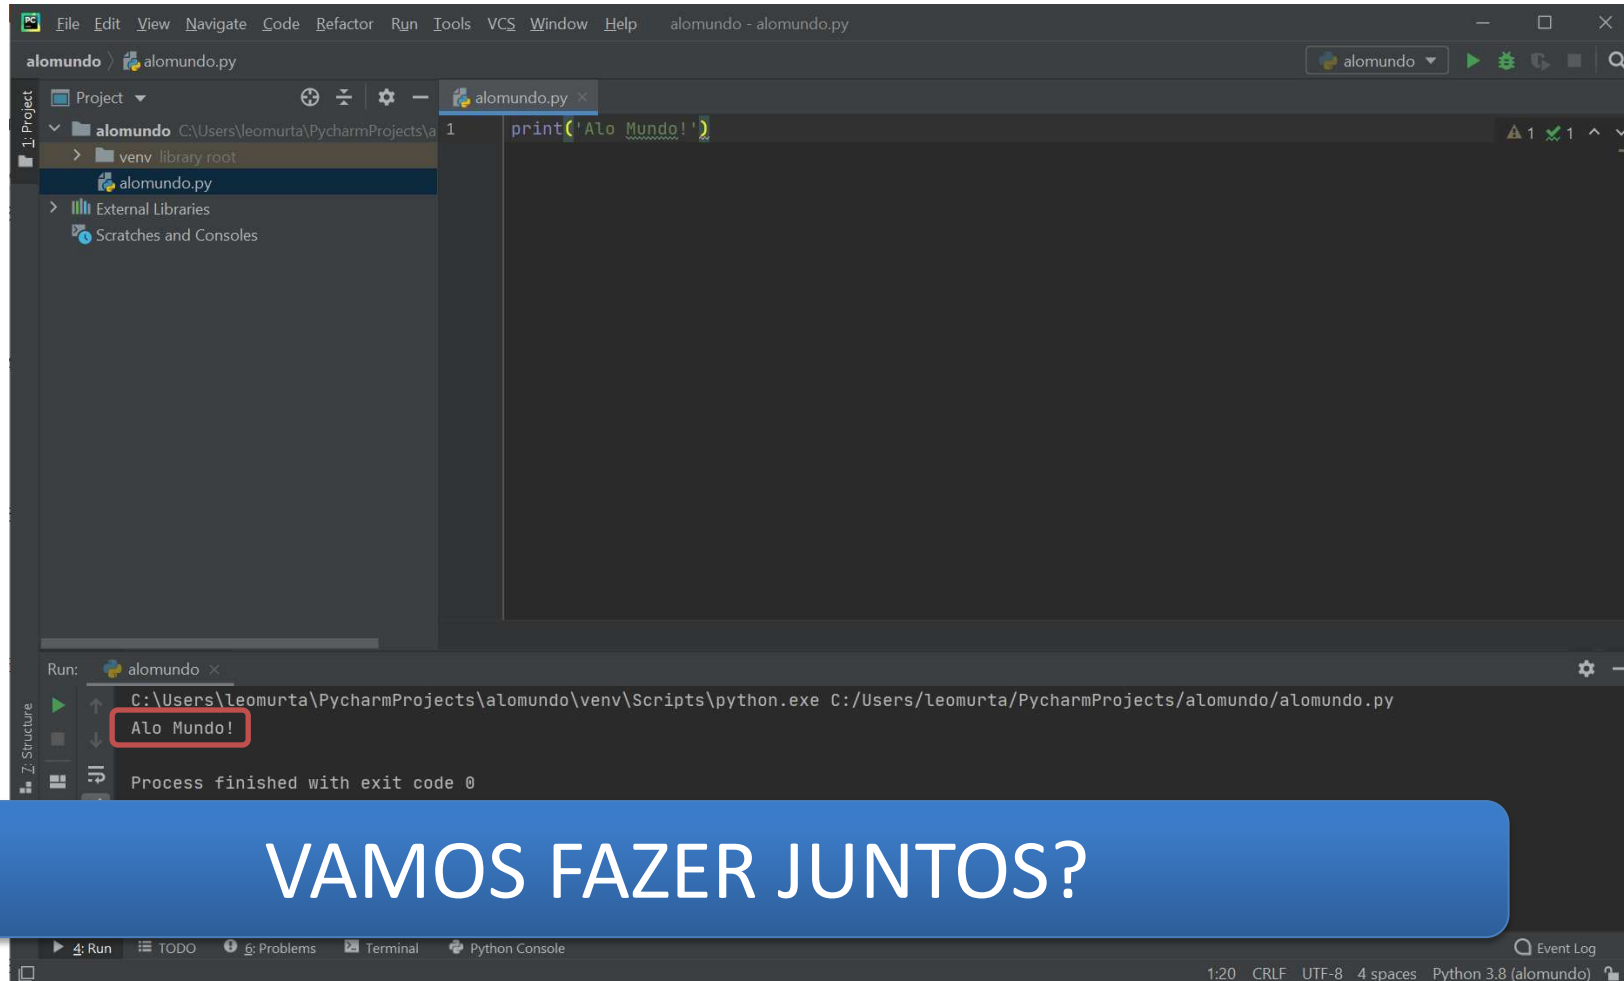 File Edit View Navigate Code Refactor Run Tools VCS Window Help alomundo - alomundo.py
alomundo alomundo.py alomundo
1: Project
Project
alomundo.py
alomundo C:\Users\leomurta\PycharmProjects\a
venv library root
alomundo.py
External Libraries
Scratches and Consoles
1 print('Alo Mundo!')
1 1
Run: alomundo
C:\Users\leomurta\PycharmProjects\alomundo\venv\Scripts\python.exe C:/Users/leomurta/PycharmProjects/alomundo/alomundo.py
Alo Mundo!
Process finished with exit code 0
Z: Structure
VAMOS FAZER JUNTOS?
4: Run TODO 6: Problems Terminal Python Console Event Log
1:20 CRLF UTF-8 4 spaces Python 3.8 (alomundo)